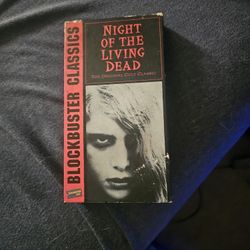 NIGHT
OF THE
LIVING
DEAD
THE ORIGINAL CULT CLASSIC
BLOCKBUSTER CLASSICS